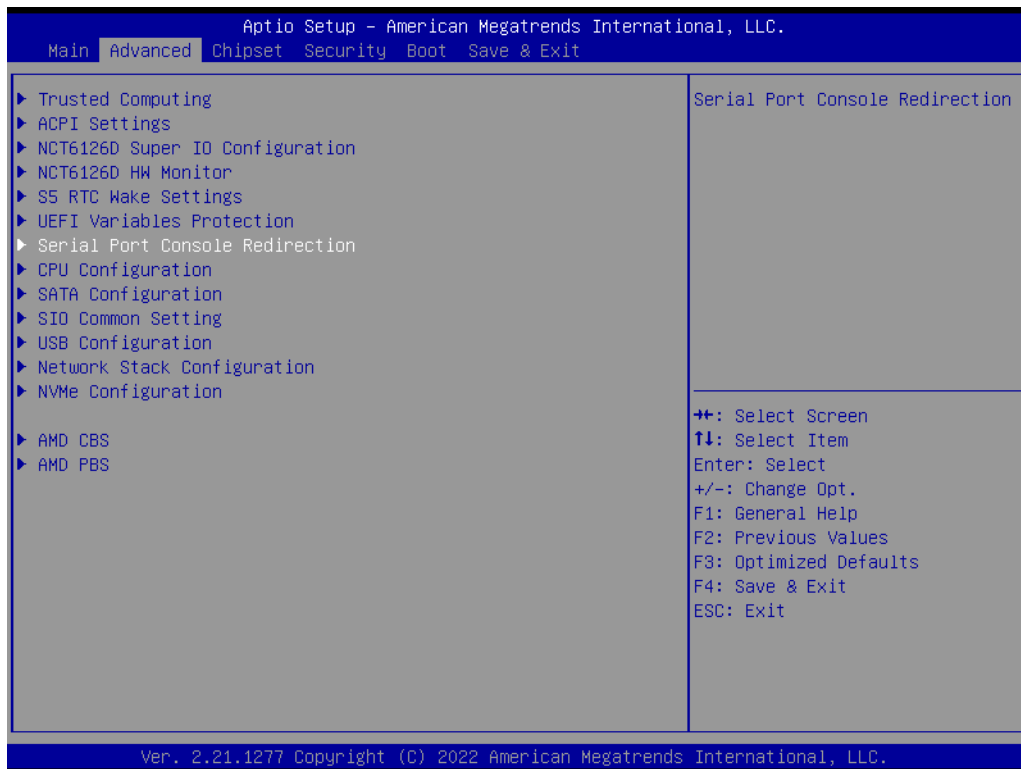 Aptio Setup – American Megatrends International, LLC.
Main Advanced Chipset Security Boot Save & Exit
▶ Trusted Computing
▶ ACPI Settings
▶ NCT6126D Super IO Configuration
▶ NCT6126D HW Monitor
▶ S5 RTC Wake Settings
▶ UEFI Variables Protection
▶ Serial Port Console Redirection
▶ CPU Configuration
▶ SATA Configuration
▶ SIO Common Setting
▶ USB Configuration
▶ Network Stack Configuration
▶ NVMe Configuration
▶ AMD CBS
▶ AMD PBS
Serial Port Console Redirection
→←: Select Screen
↑↓: Select Item
Enter: Select
+/-: Change Opt.
F1: General Help
F2: Previous Values
F3: Optimized Defaults
F4: Save & Exit
ESC: Exit
Ver. 2.21.1277 Copyright (C) 2022 American Megatrends International, LLC.